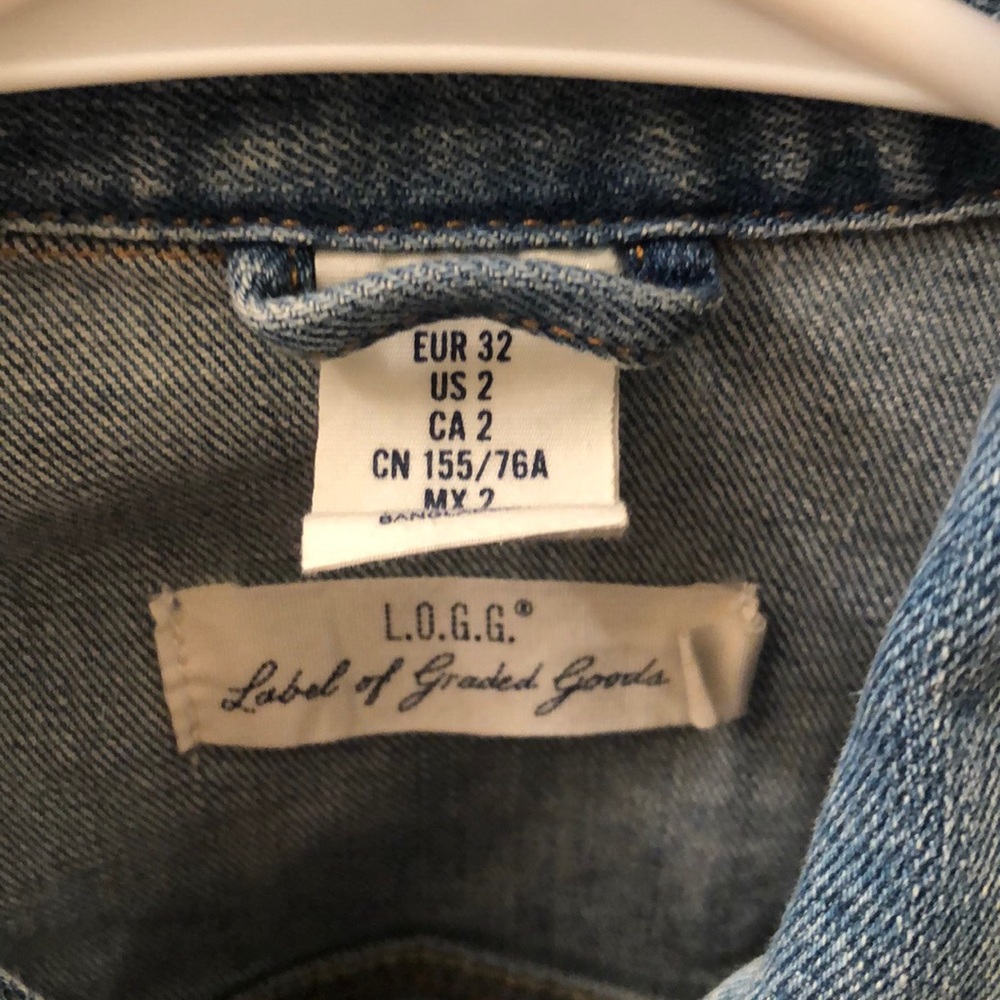 EUR 32
US 2
CA 2
CN 155/76A
MX 2
L.O.G.G.®
Label of Graded Goods